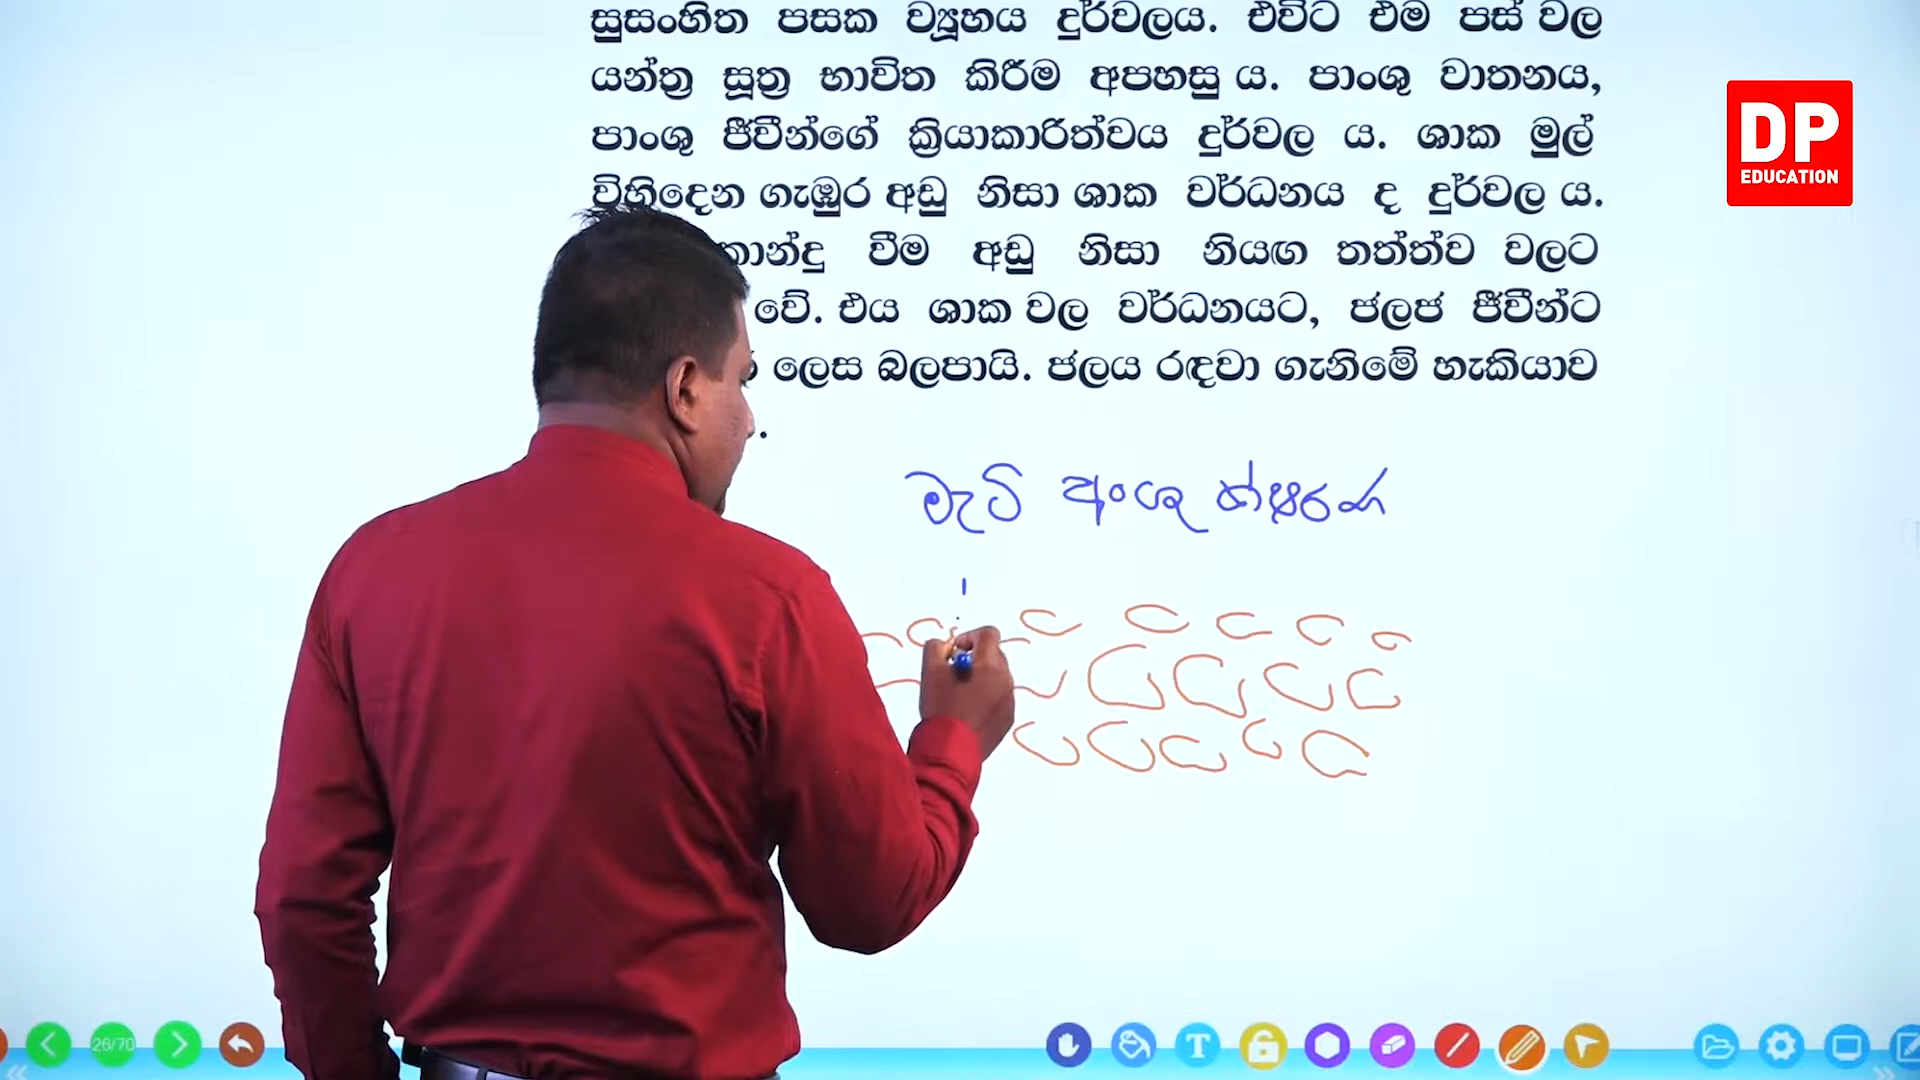 සුසංහිත පසක ව්‍යූහය දුර්වලය. එවිට එම පස් වල
යන්ත්‍ර සූත්‍ර භාවිත කිරීම අපහසු ය. පාංශු වාතනය,
පාංශු ජීවීන්ගේ ක්‍රියාකාරිත්වය දුර්වල ය. ශාක මුල්
විහිදෙන ගැඹුර අඩු නිසා ශාක වර්ධනය ද දුර්වල ය.
වීම අඩු නිසා නියඟ තත්ත්ව වලට
වේ. එය ශාක වල වර්ධනයට, ජලජ ජීවීන්ට
ලෙස බලපායි. ජලය රඳවා ගැනිමේ හැකියාව
මැටි අංශු ක්ෂරණ
DP
EDUCATION
26/70